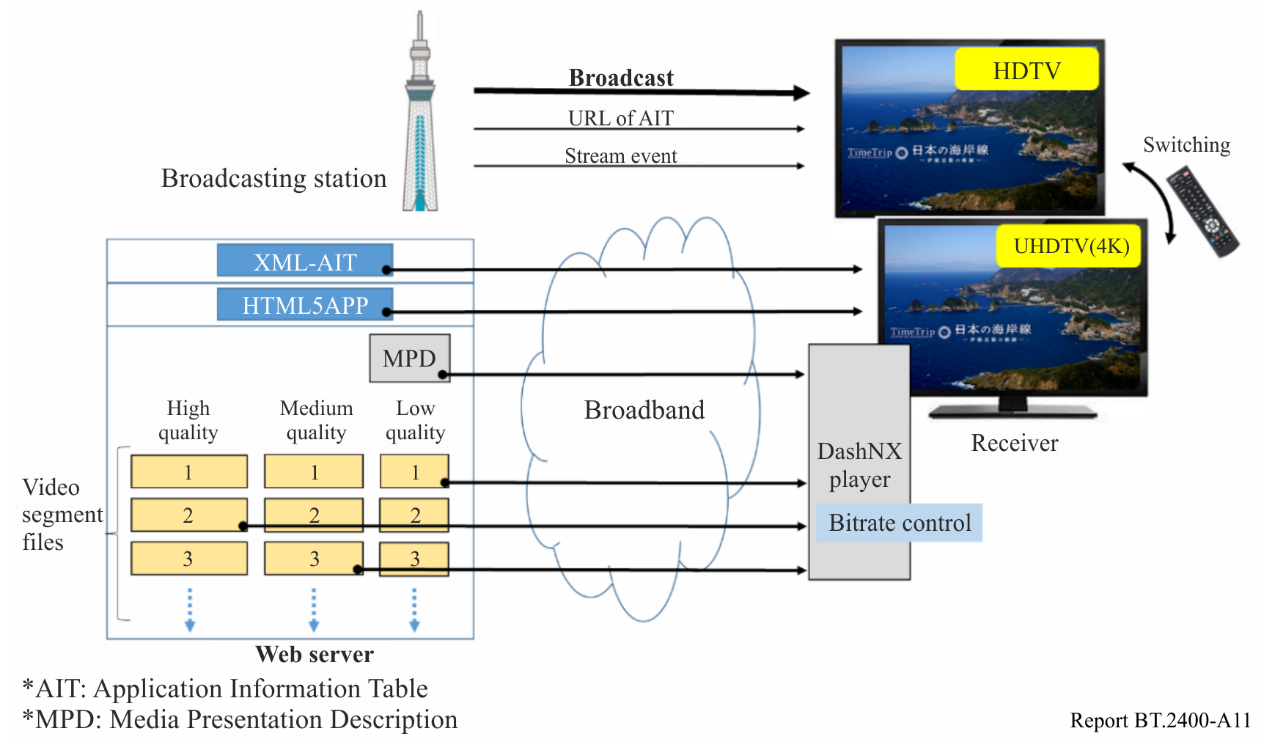 Broadcast
URL of AIT
Stream event
Broadcasting station
HDTV
TimeTrip 日本の海岸線
Switching
UHDTV(4K)
TimeTrip 日本の海岸線
Receiver
XML-AIT
HTML5APP
MPD
Broadband
High
quality
Medium
quality
Low
quality
1 1 1
2 2 2
3 3 3
Video
segment
files
DashNX
player
Bitrate control
Web server
*AIT: Application Information Table
*MPD: Media Presentation Description
Report BT.2400-A11